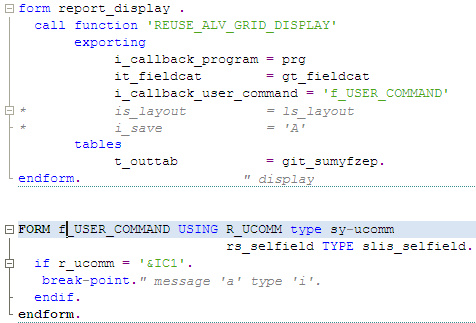 form report_display .
  call function 'REUSE_ALV_GRID_DISPLAY'
       exporting
            i_callback_program = prg
            it_fieldcat        = gt_fieldcat
            i_callback_user_command = 'f_USER_COMMAND'
*           is_layout          = ls_layout
*           i_save             = 'A'
       tables
            t_outtab           = git_sumyfzep.
endform.                    " display
FORM f_USER_COMMAND USING R_UCOMM type sy-ucomm
                          rs_selfield TYPE slis_selfield.
  if r_ucomm = '&IC1'.
   break-point." message 'a' type 'i'.
  endif.
endform.